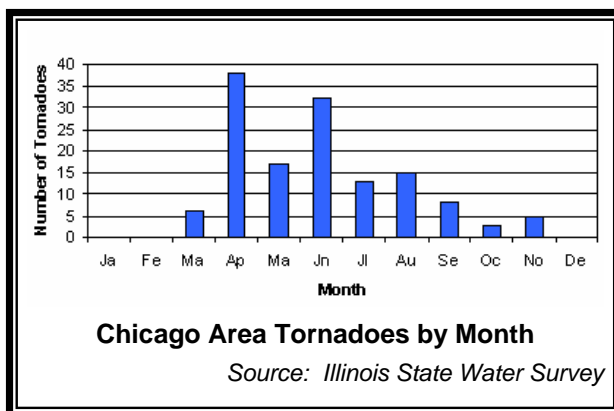 Number of Tornadoes
40
35
30
25
20
15
10
5
0
Ja Fe Ma Ap Ma Jn Jl Au Se Oc No De
Month
Chicago Area Tornadoes by Month
Source: Illinois State Water Survey